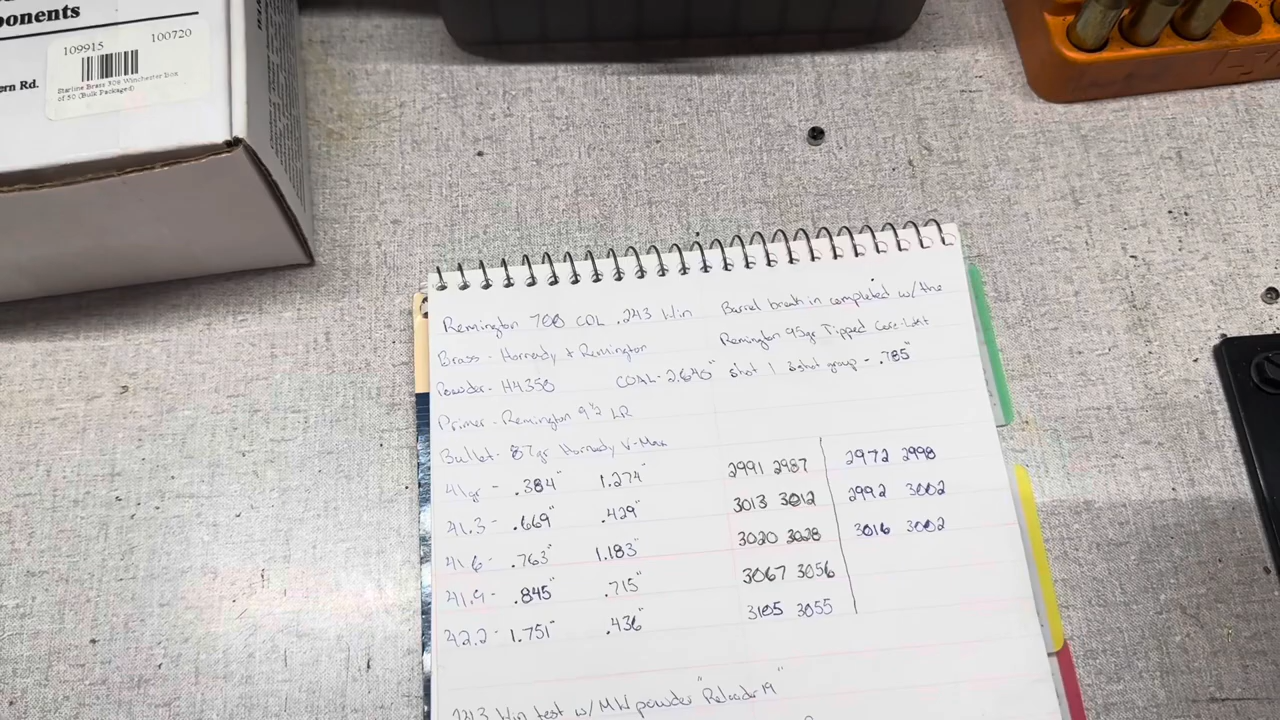 ponents
109915 100720
ern Rd.
Starline Brass 308 Winchester box
of 50 (Bulk Packaged)
Remington 700 CDL .243 Win
Brass - Hornady & Remington
Powder - H4350 COAL - 2.640"
Primer - Remington 9½ LR
Bullet - 87gr Hornady V-Max
Barrel break in completed w/ the
Remington 95gr Tipped Core-Lokt
Shot 1 3 shot group - .785"
41gr - .384" 1.274" 2991 2987 2972 2998
41.3 - .669" .429" 3013 3012 2992 3002
41.6 - .763" 1.183" 3020 3028 3016 3002
41.9 - .845" .715" 3067 3056
42.2 - 1.751" .436" 3105 3055
243 Win test w/ MW powder "Reloder 19"